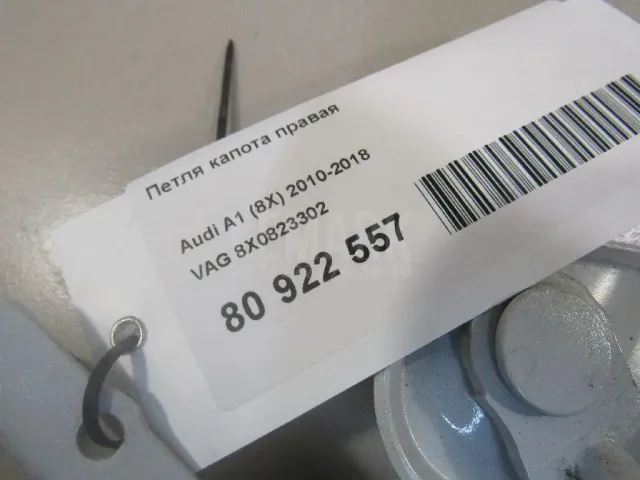 Петля капота правая
Audi A1 (8X) 2010-2018
VAG 8X0823302
80 922 557